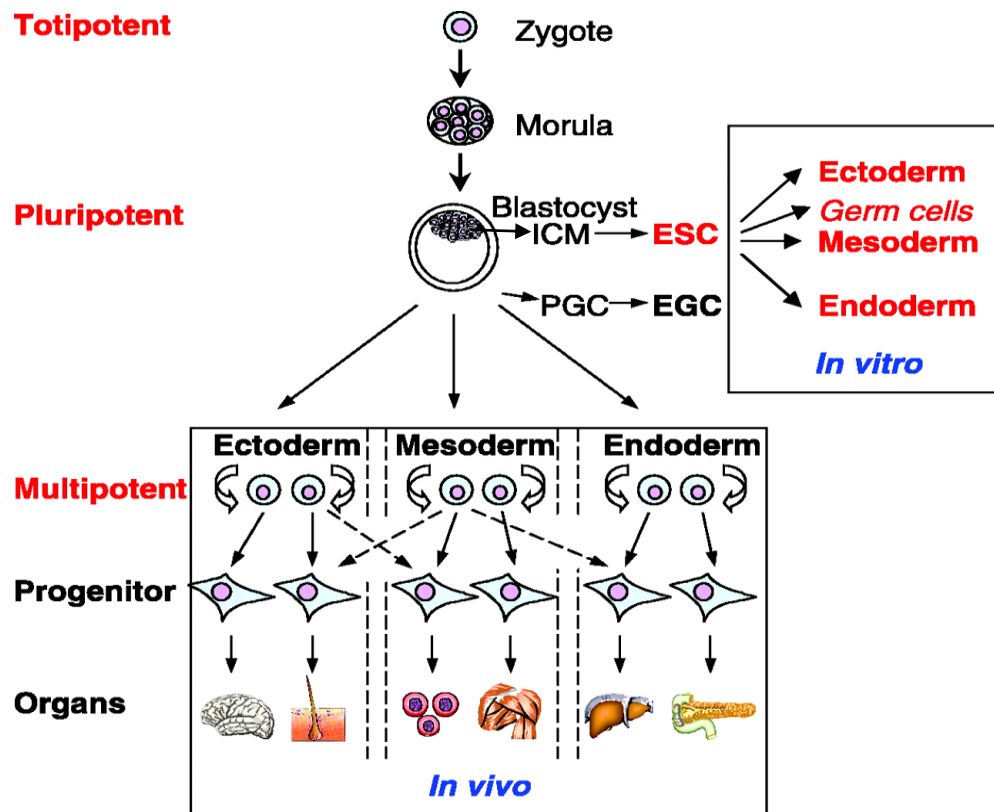 Totipotent
Zygote
Morula
Pluripotent
Blastocyst
ICM
ESC
PGC
EGC
Ectoderm
Germ cells
Mesoderm
Endoderm
In vitro
Ectoderm
Mesoderm
Endoderm
Multipotent
Progenitor
Organs
In vivo